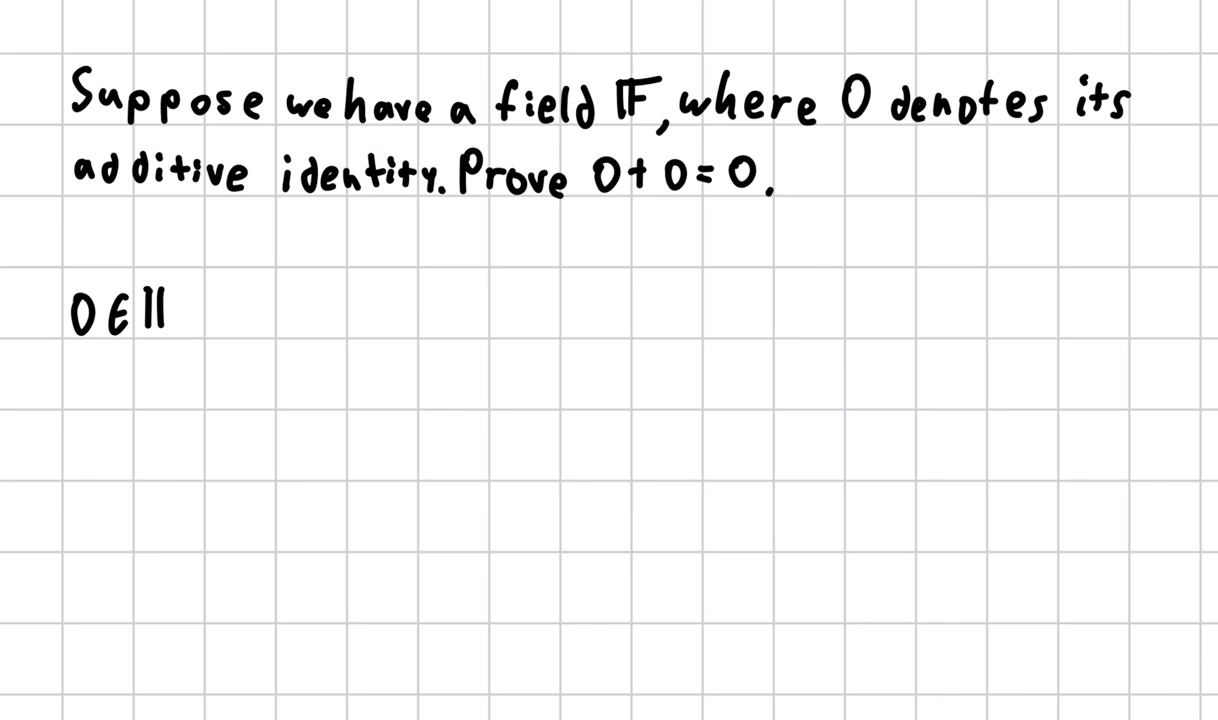 Suppose we have a field 𝔽, where 0 denotes its
additive identity. Prove 0+0=0.
0 ∈